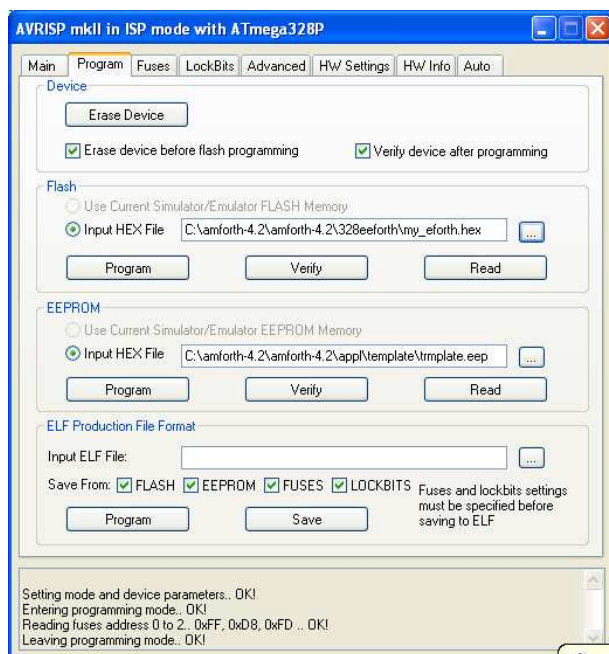 AVRISP mkII in ISP mode with ATmega328P
Main Program Fuses LockBits Advanced HW Settings HW Info Auto
Device
Erase Device
Erase device before flash programming Verify device after programming
Flash
Use Current Simulator/Emulator FLASH Memory
Input HEX File C:\amforth-4.2\amforth-4.2\328eeforth\my_eforth.hex ...
Program Verify Read
EEPROM
Use Current Simulator/Emulator EEPROM Memory
Input HEX File C:\amforth-4.2\amforth-4.2\appl\template\trmplate.eep ...
Program Verify Read
ELF Production File Format
Input ELF File: ...
Save From: FLASH EEPROM FUSES LOCKBITS Fuses and lockbits settings
must be specified before
Program Save saving to ELF
Setting mode and device parameters.. OK!
Entering programming mode.. OK!
Reading fuses address 0 to 2.. 0xFF, 0xD8, 0xFD .. OK!
Leaving programming mode.. OK!